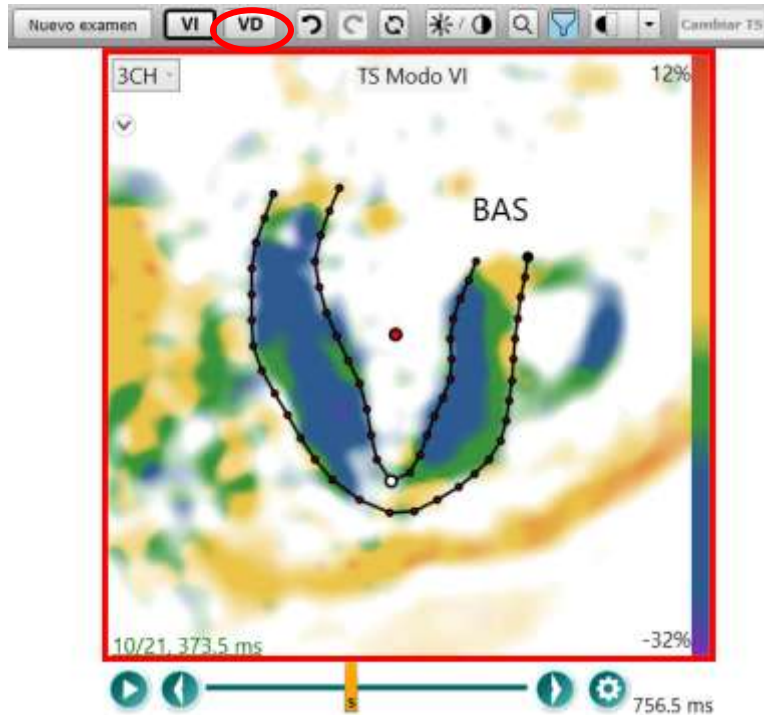 Nuevo examen VI VD Cambiar TS
3CH TS Modo VI 12%
BAS
10/21, 373.5 ms -32%
S
756.5 ms